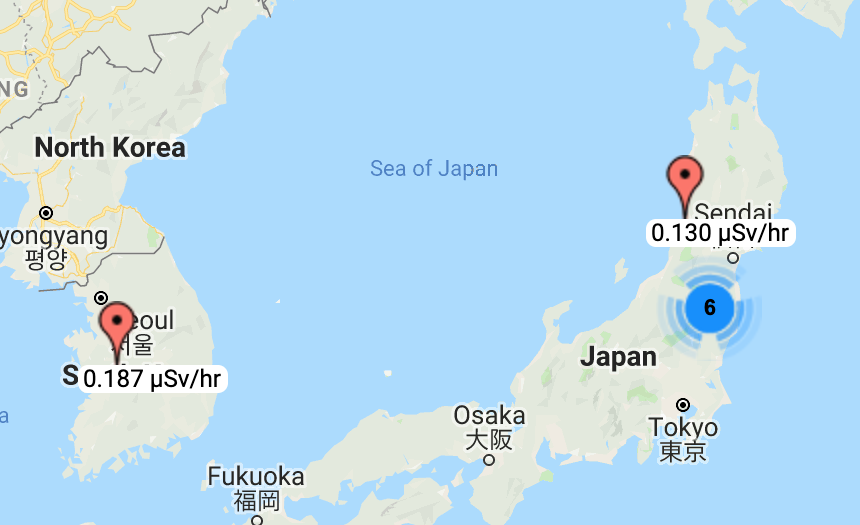 NG
North Korea
Sea of Japan
Sendai
0.130 μSv/hr
yongyang
평양
6
eoul
서울
Japan
S
0.187 μSv/hr
a
Osaka
大阪
Tokyo
東京
Fukuoka
福岡